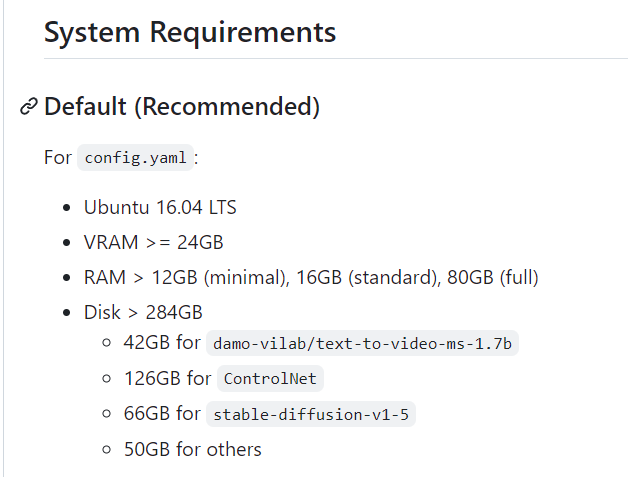 System Requirements
Default (Recommended)
For config.yaml:
Ubuntu 16.04 LTS
VRAM >= 24GB
RAM > 12GB (minimal), 16GB (standard), 80GB (full)
Disk > 284GB
42GB for damo-vilab/text-to-video-ms-1.7b
126GB for ControlNet
66GB for stable-diffusion-v1-5
50GB for others